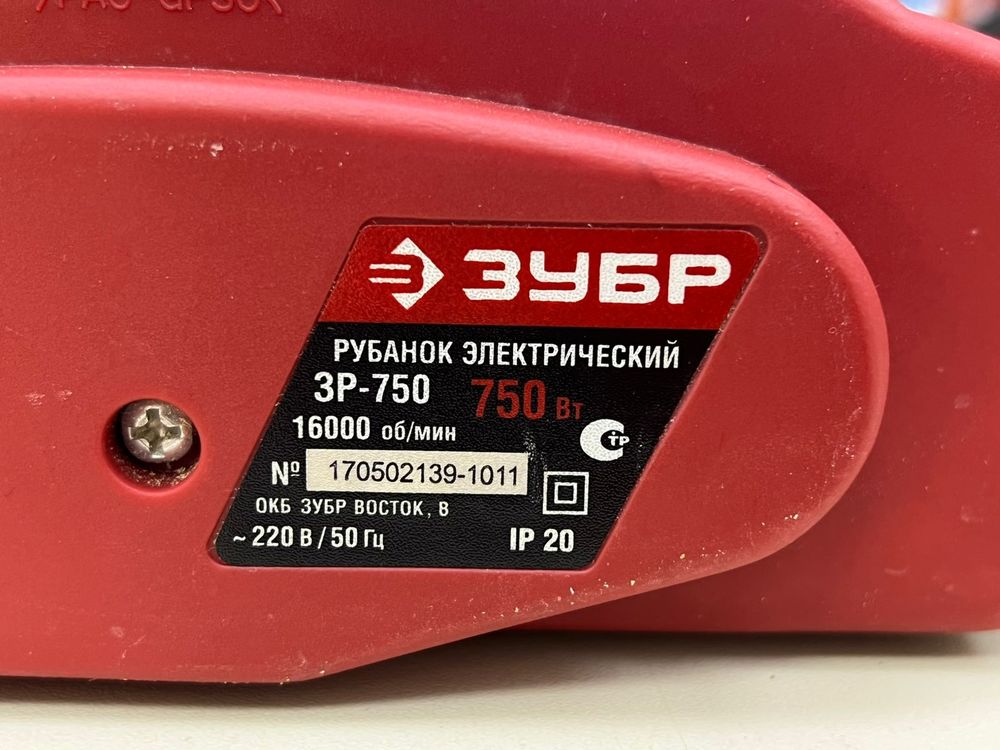 ЗУБР
РУБАНОК ЭЛЕКТРИЧЕСКИЙ
ЗР-750 750 Вт
16000 об/мин
№ 170502139-1011
ОКБ ЗУБР ВОСТОК, В
~ 220 В / 50 Гц IP 20